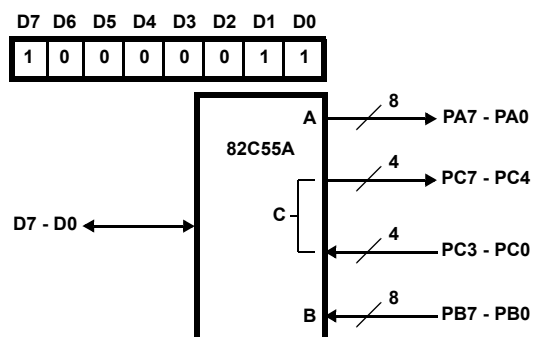 D7 D6 D5 D4 D3 D2 D1 D0
1 0 0 0 0 0 1 1
8
A
PA7 - PA0
82C55A
4
PC7 - PC4
C
D7 - D0
4
PC3 - PC0
8
B
PB7 - PB0